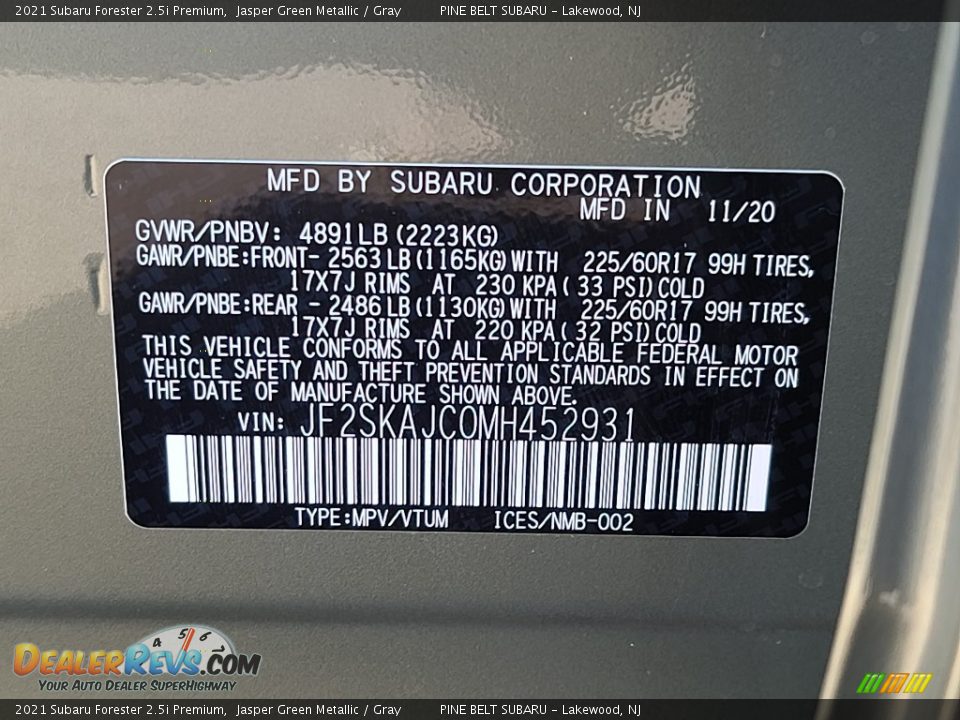 2021 Subaru Forester 2.5i Premium, Jasper Green Metallic / Gray PINE BELT SUBARU - Lakewood, NJ
MFD BY SUBARU CORPORATION
MFD IN 11/20
GVWR/PNBV: 4891LB (2223KG)
GAWR/PNBE:FRONT- 2563 LB (1165KG) WITH 225/60R17 99H TIRES,
17X7J RIMS AT 230 KPA ( 33 PSI) COLD
GAWR/PNBE:REAR - 2486 LB (1130KG) WITH 225/60R17 99H TIRES,
17X7J RIMS AT 220 KPA ( 32 PSI) COLD
THIS VEHICLE CONFORMS TO ALL APPLICABLE FEDERAL MOTOR
VEHICLE SAFETY AND THEFT PREVENTION STANDARDS IN EFFECT ON
THE DATE OF MANUFACTURE SHOWN ABOVE.
VIN: JF2SKAJC0MH452931
TYPE:MPV/VTUM ICES/NMB-002
4 5 6
DEALERREVS.COM
YOUR AUTO DEALER SUPERHIGHWAY
2021 Subaru Forester 2.5i Premium, Jasper Green Metallic / Gray PINE BELT SUBARU - Lakewood, NJ